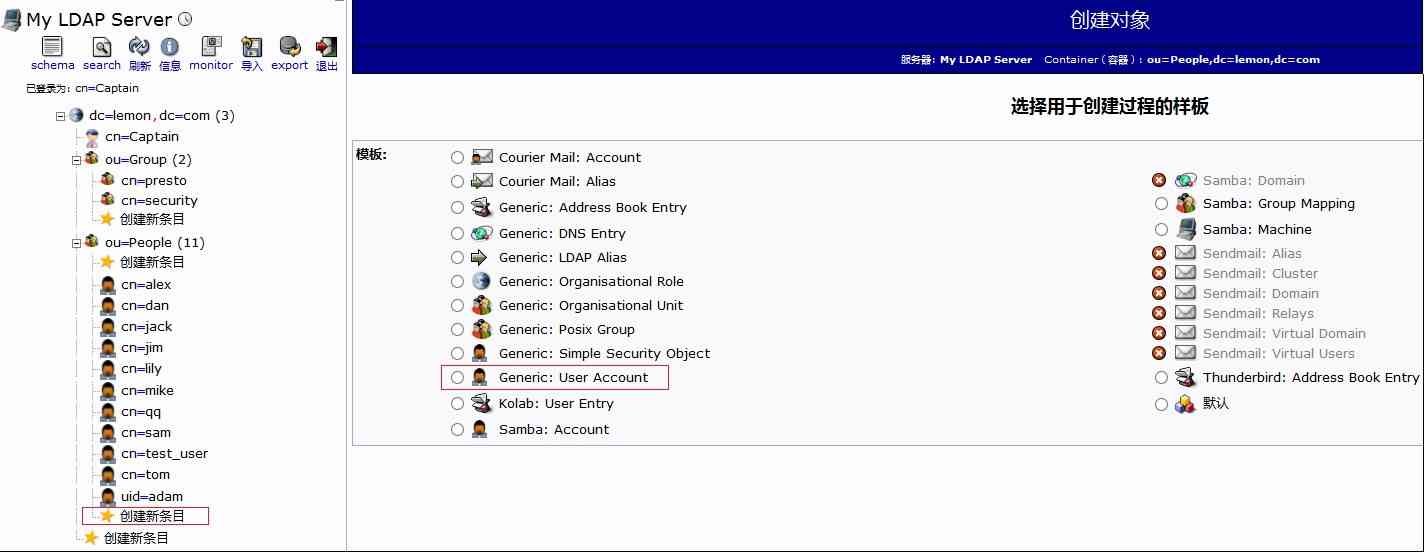 My LDAP Server
schema search 刷新 信息 monitor 导入 export 退出
已登录为: cn=Captain
dc=lemon,dc=com (3)
cn=Captain
ou=Group (2)
cn=presto
cn=security
创建新条目
ou=People (11)
创建新条目
cn=alex
cn=dan
cn=jack
cn=jim
cn=lily
cn=mike
cn=qq
cn=sam
cn=test_user
cn=tom
uid=adam
创建新条目
创建新条目
创建对象
服务器: My LDAP Server Container (容器) : ou=People,dc=lemon,dc=com
选择用于创建过程的样板
模板:
Courier Mail: Account
Courier Mail: Alias
Generic: Address Book Entry
Generic: DNS Entry
Generic: LDAP Alias
Generic: Organisational Role
Generic: Organisational Unit
Generic: Posix Group
Generic: Simple Security Object
Generic: User Account
Kolab: User Entry
Samba: Account
Samba: Domain
Samba: Group Mapping
Samba: Machine
Sendmail: Alias
Sendmail: Cluster
Sendmail: Domain
Sendmail: Relays
Sendmail: Virtual Domain
Sendmail: Virtual Users
Thunderbird: Address Book Entry
默认